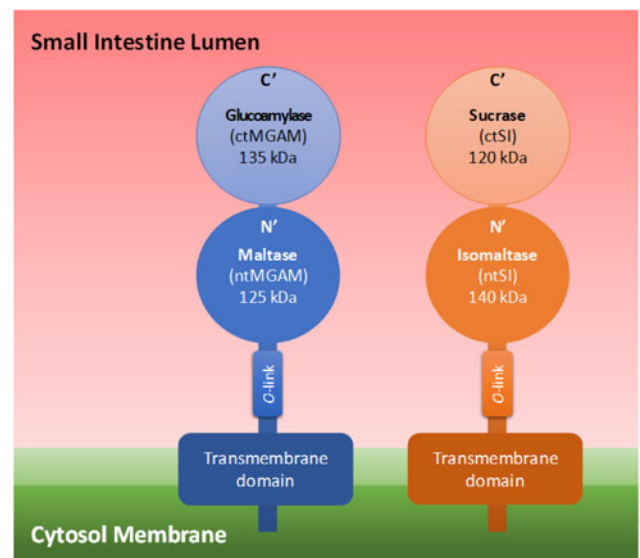 Small Intestine Lumen
C’
Glucoamylase
(ctMGAM)
135 kDa
C’
Sucrase
(ctSI)
120 kDa
N’
Maltase
(ntMGAM)
125 kDa
N’
Isomaltase
(ntSI)
140 kDa
O-link
O-link
Transmembrane
domain
Transmembrane
domain
Cytosol Membrane